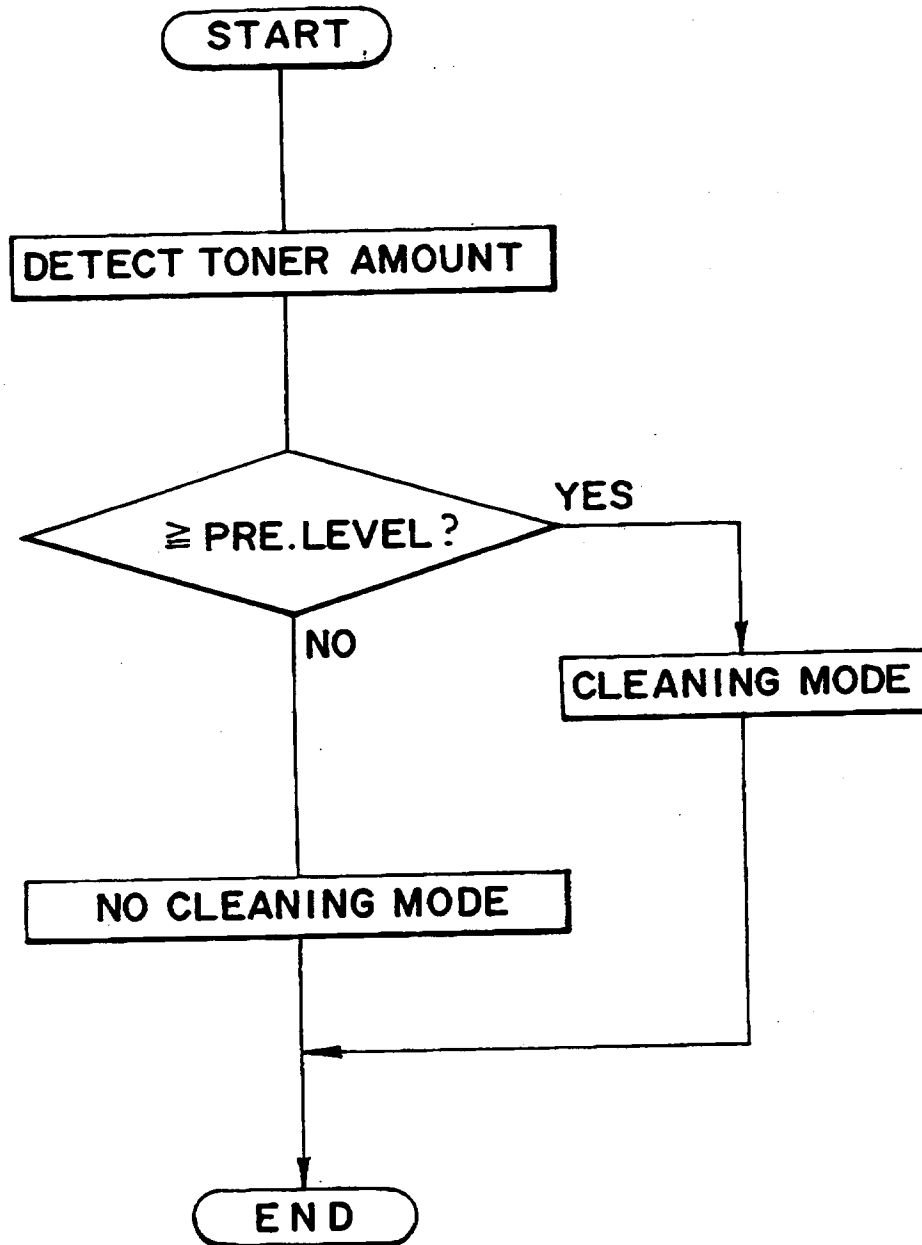 START
DETECT TONER AMOUNT
≧ PRE.LEVEL?
YES
NO
CLEANING MODE
NO CLEANING MODE
END